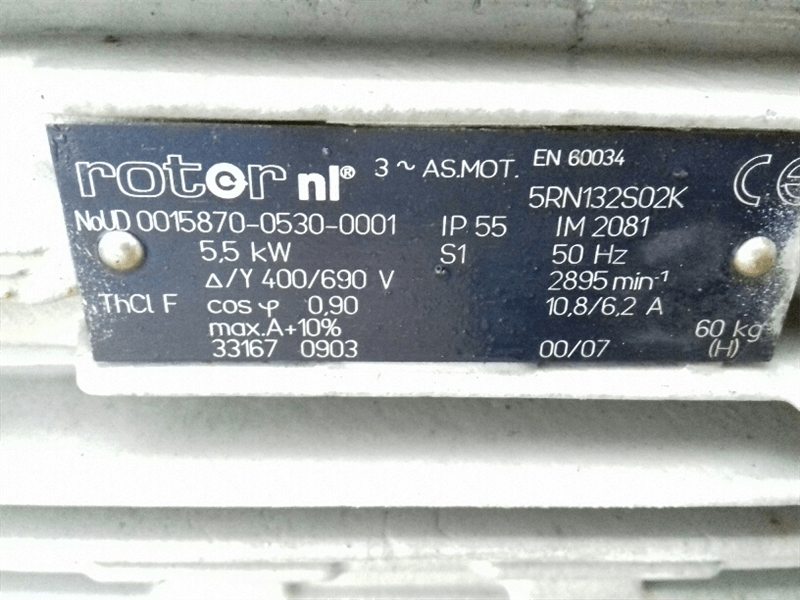 rotor nl® 3 ~ AS.MOT. EN 60034 CE
5RN132S02K
NoUD 0015870-0530-0001 IP 55 IM 2081
5,5 kW S1 50 Hz
Δ/Y 400/690 V 2895 min⁻¹
ThCl F cos φ 0,90 10,8/6,2 A
max.A+10% 60 kg
33167 0903 00/07 (H)